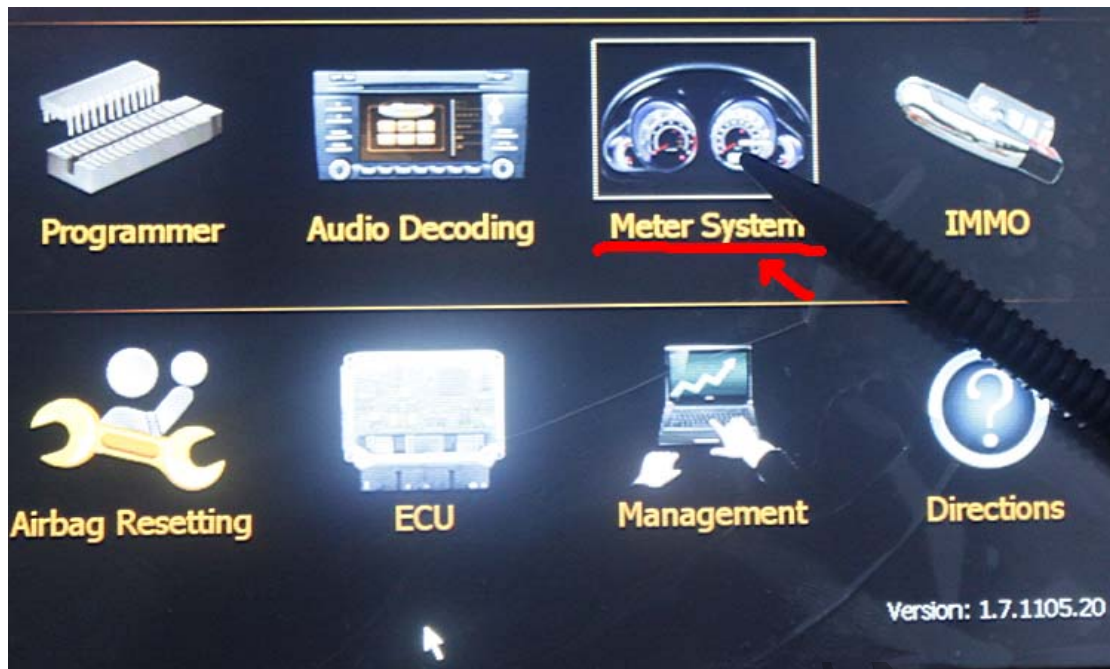 Programmer
Audio Decoding
Meter System
IMMO
Airbag Resetting
ECU
Management
Directions
Version: 1.7.1105.20